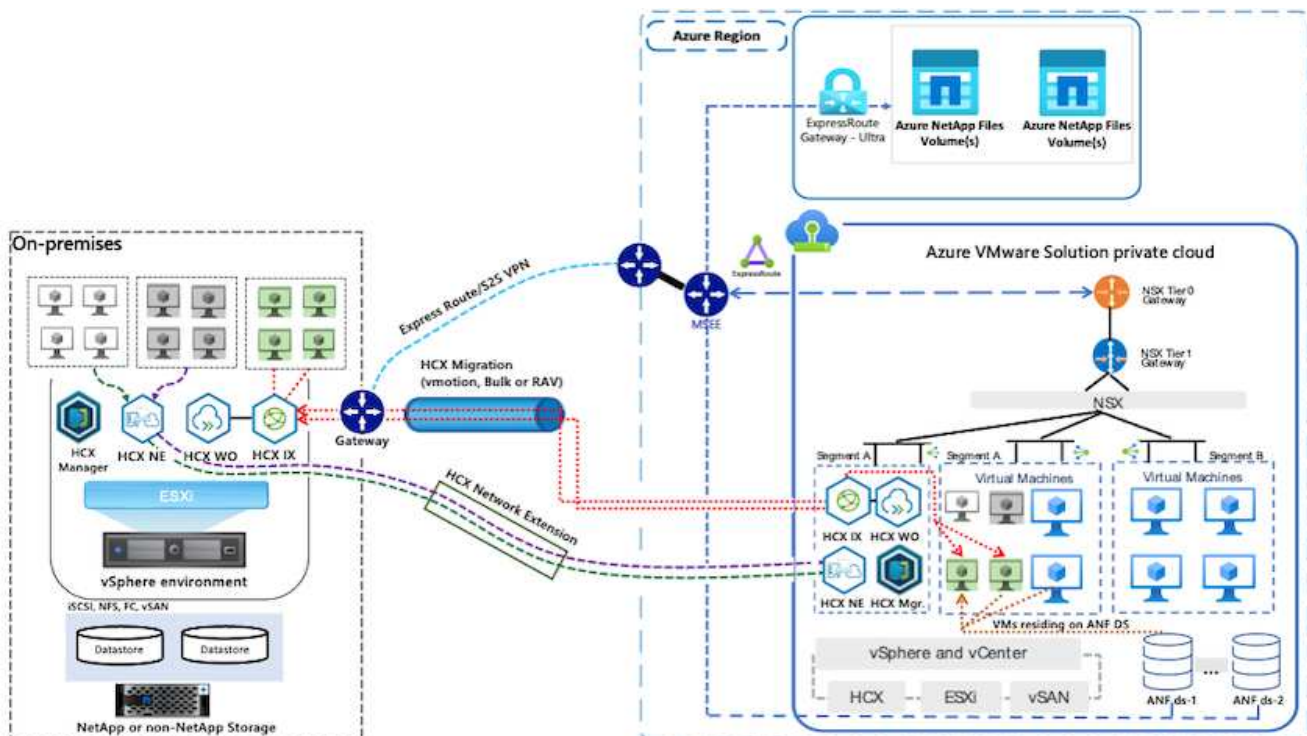 Azure Region
ExpressRoute
Gateway - Ultra
Azure NetApp Files
Volume(s)
Azure NetApp Files
Volume(s)
On-premises
Express Route/S2S VPN
ExpressRoute
MSEE
Azure VMware Solution private cloud
NSX Tier0
Gateway
NSX Tier1
Gateway
NSX
HCX Migration
(vmotion, Bulk or RAV)
Gateway
HCX
Manager
HCX NE
HCX WO
HCX IX
ESXi
vSphere environment
HCX Network Extension
iSCSI, NFS, FC, vSAN
Datastore
Datastore
NetApp or non-NetApp Storage
Segment A
Segment A
Segment B
Virtual Machines
Virtual Machines
HCX IX
HCX WO
HCX NE
HCX Mgr.
VMs residing on ANF DS
vSphere and vCenter
HCX
ESXi
vSAN
...
ANF ds-1
ANF ds-2